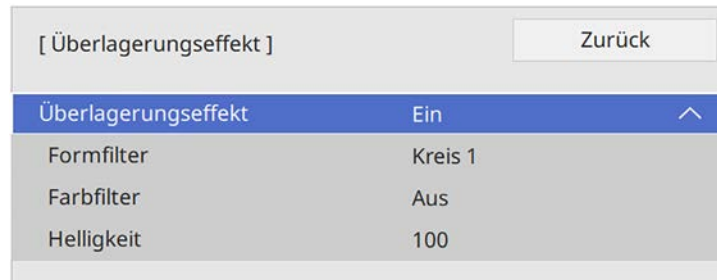 [ Überlagerungseffekt ] Zurück
Überlagerungseffekt Ein
Formfilter Kreis 1
Farbfilter Aus
Helligkeit 100